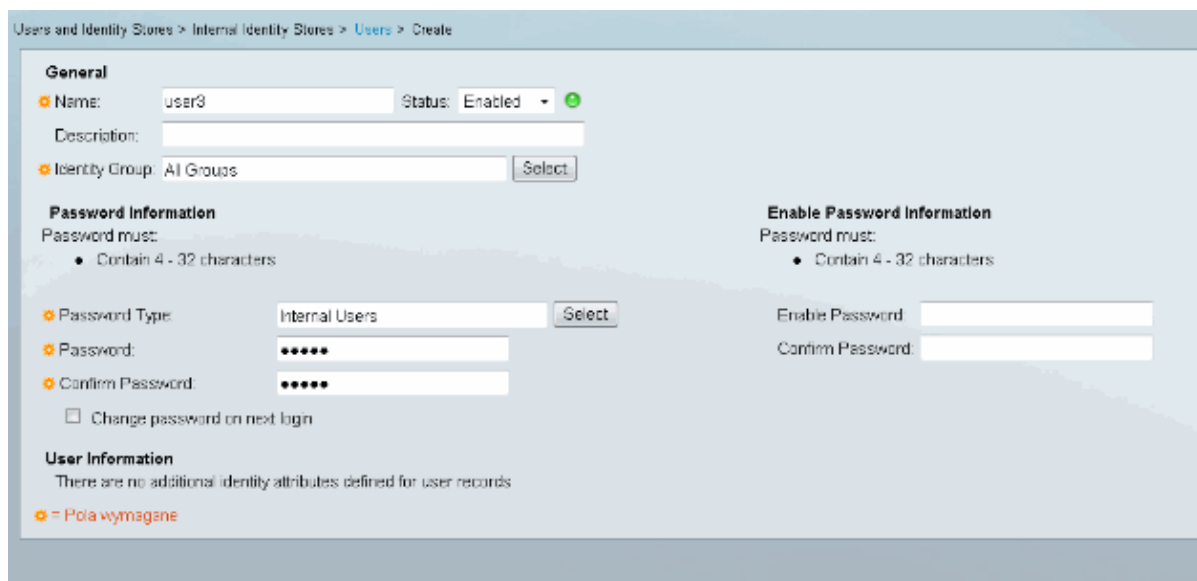 Users and Identity Stores > Internal Identity Stores > Users > Create
General
Name: user3 Status: Enabled
Description:
Identity Group: All Groups Select
Password Information
Password must:
• Contain 4 - 32 characters
Enable Password Information
Password must:
• Contain 4 - 32 characters
Password Type: Internal Users Select
Password: •••••
Confirm Password: •••••
Change password on next login
Enable Password:
Confirm Password:
User Information
There are no additional identity attributes defined for user records
= Pola wymagane